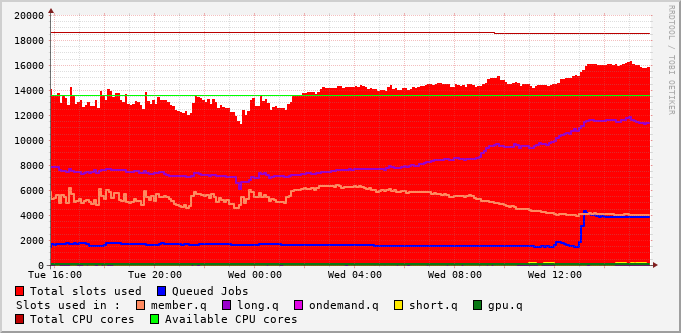 20000
18000
16000
14000
12000
10000
8000
6000
4000
2000
0
Tue 16:00 Tue 20:00 Wed 00:00 Wed 04:00 Wed 08:00 Wed 12:00
RRDTOOL / TOBI OETIKER
Total slots used Queued Jobs
Slots used in : member.q long.q ondemand.q short.q gpu.q
Total CPU cores Available CPU cores